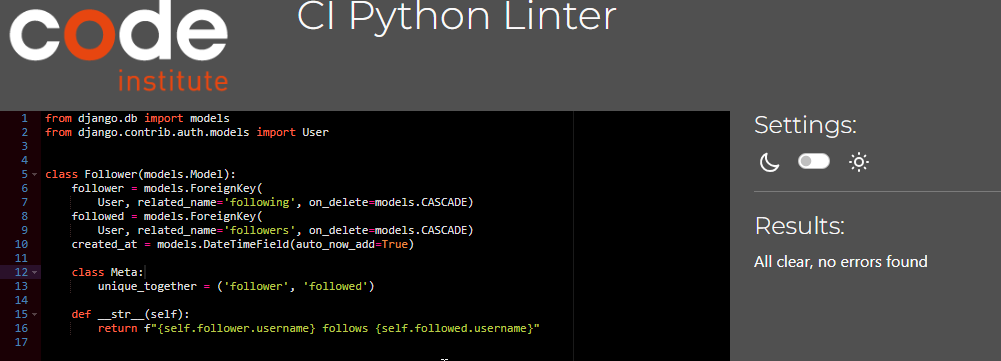 code
institute
CI Python Linter
1 from django.db import models
2 from django.contrib.auth.models import User
3
4
5 class Follower(models.Model):
6     follower = models.ForeignKey(
7         User, related_name='following', on_delete=models.CASCADE)
8     followed = models.ForeignKey(
9         User, related_name='followers', on_delete=models.CASCADE)
10     created_at = models.DateTimeField(auto_now_add=True)
11
12     class Meta:
13         unique_together = ('follower', 'followed')
14
15     def __str__(self):
16         return f"{self.follower.username} follows {self.followed.username}"
17
Settings:
Results:
All clear, no errors found